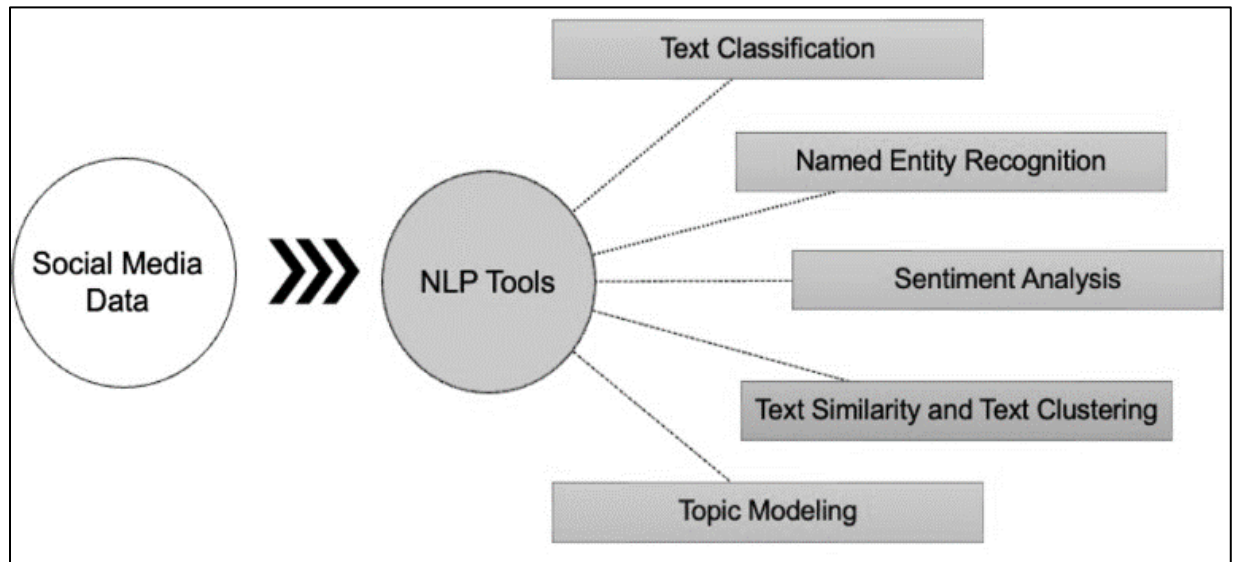 Text Classification
Named Entity Recognition
Social Media
Data
NLP Tools
Sentiment Analysis
Text Similarity and Text Clustering
Topic Modeling